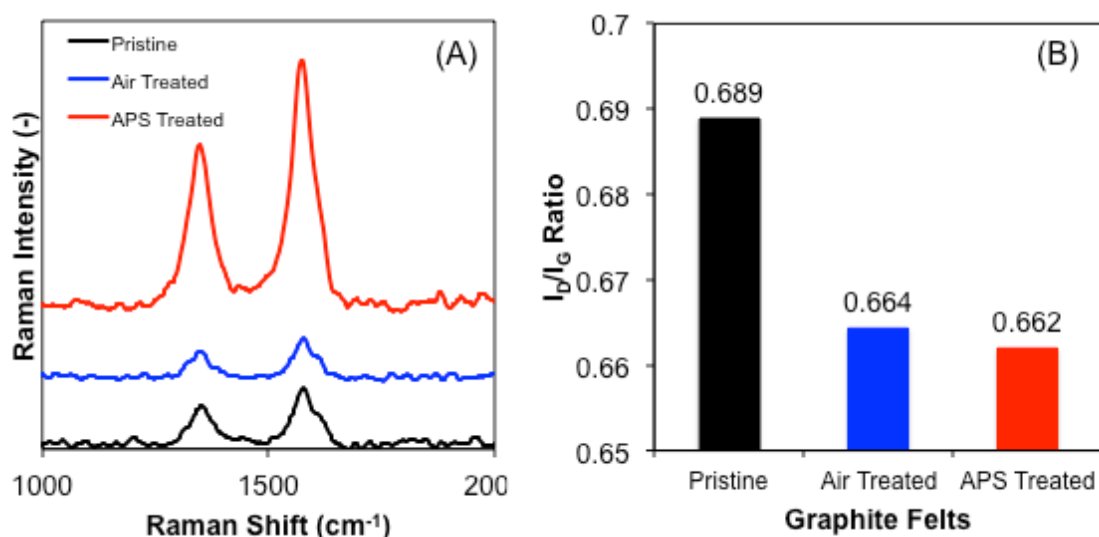 Pristine
Air Treated
APS Treated
(A)
Raman Intensity (-)
1000
1500
200
Raman Shift (cm⁻¹)
(B)
0.7
0.69
0.68
0.67
0.66
0.65
I_D/I_G Ratio
0.689
0.664
0.662
Pristine
Air Treated
APS Treated
Graphite Felts